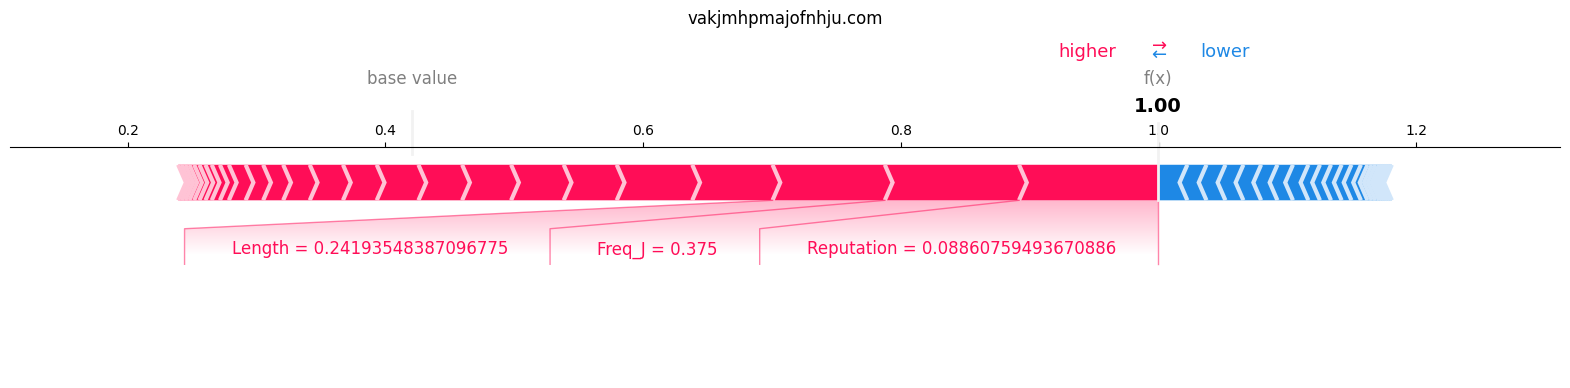 vakjmhpmajofnhju.com
higher ⇄ lower
base value f(x)
1.00
0.2 0.4 0.6 0.8 1.0 1.2
Length = 0.24193548387096775 Freq_J = 0.375 Reputation = 0.08860759493670886